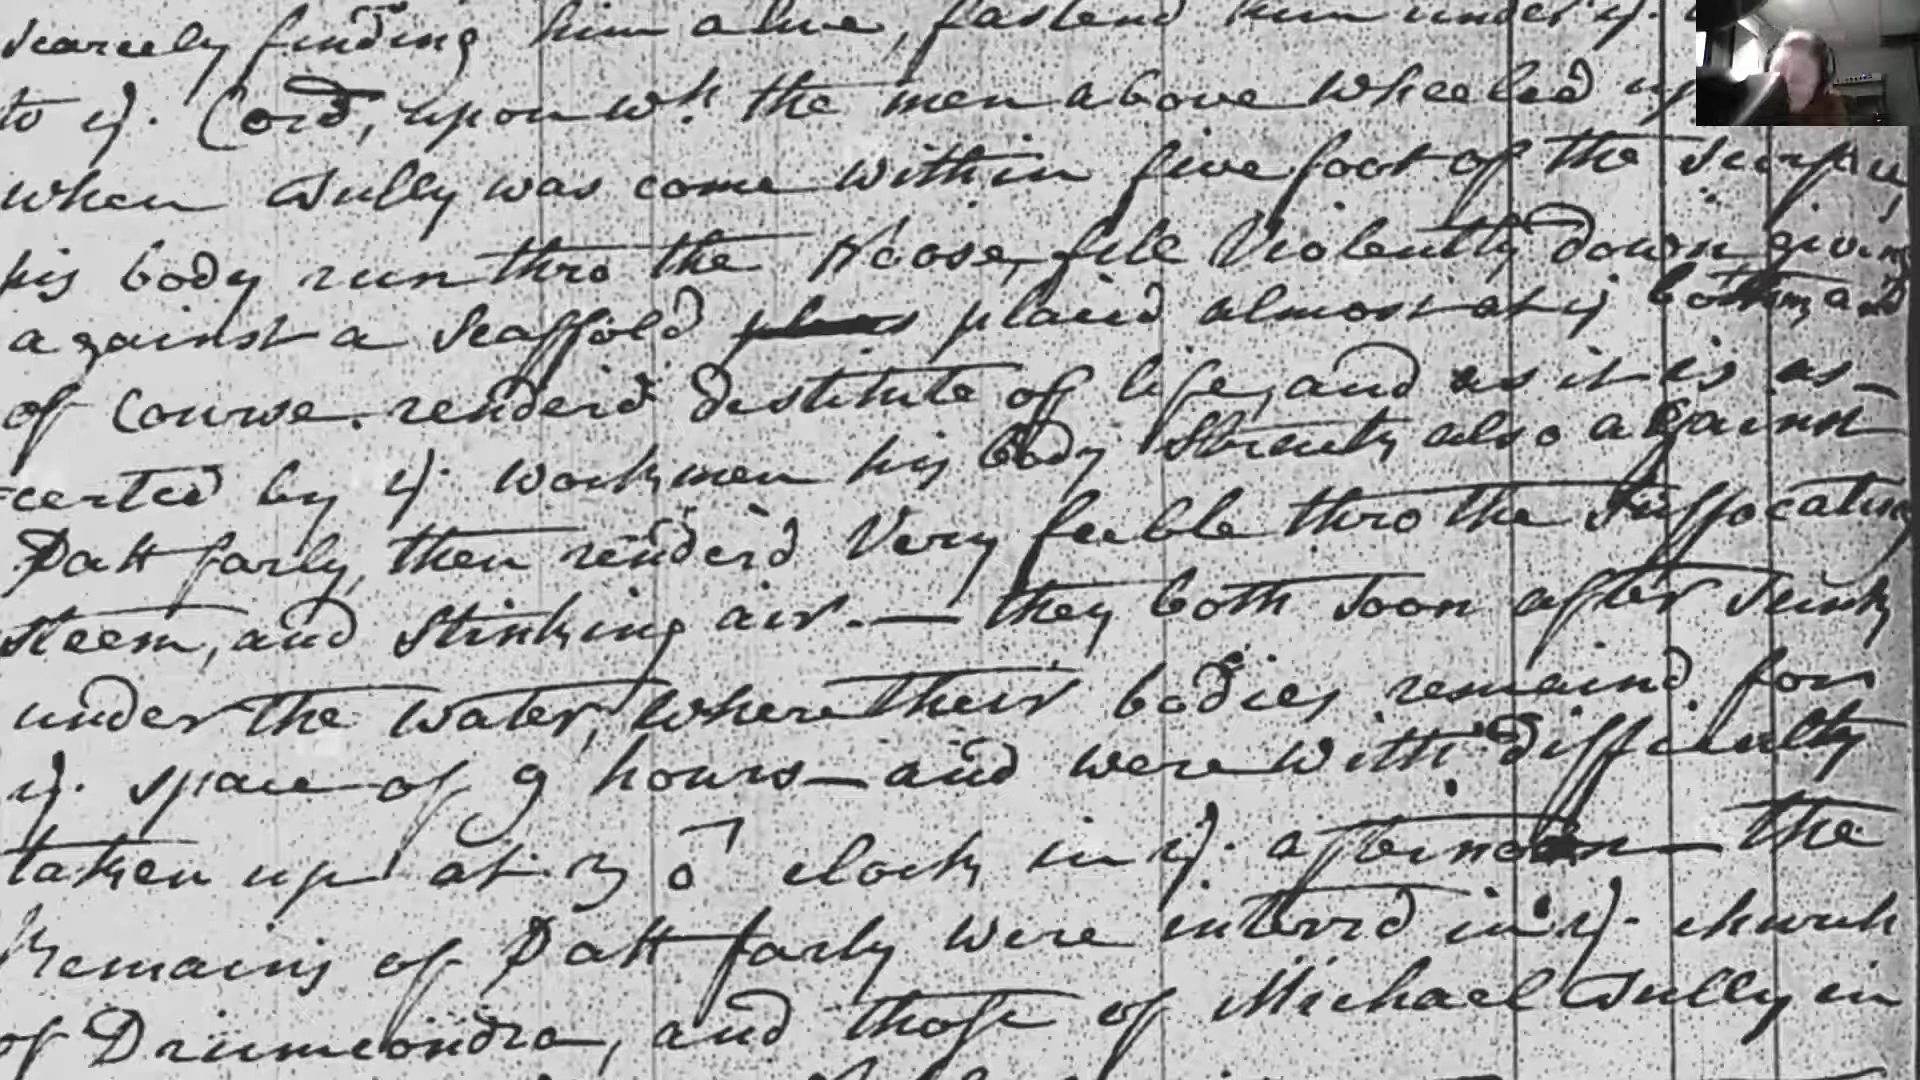 scarcely finding him alive, fastend him under y.
to y. Cord, upon wh. the men above wheeled up
when Tully was come within five foot of the surface,
his body run thro the Noose, fell Violently down giving
against a Scaffold placed almost at y bottom, and
of Course renderd destitute of life, and as it is as-
=certed by y. workmen his body struck also against
Patt farly, then renderd Very feeble thro the suffocating
steem, and stinking air.— they both soon after sunk
under the water, where their bodies remaind for
y. space of 9 hours— and were with difficulty
taken up at 3 o clock in y. afternoon— the
Remains of Patt farly were interrd in y. church
of Drumcondra, and those of Michael Tully in